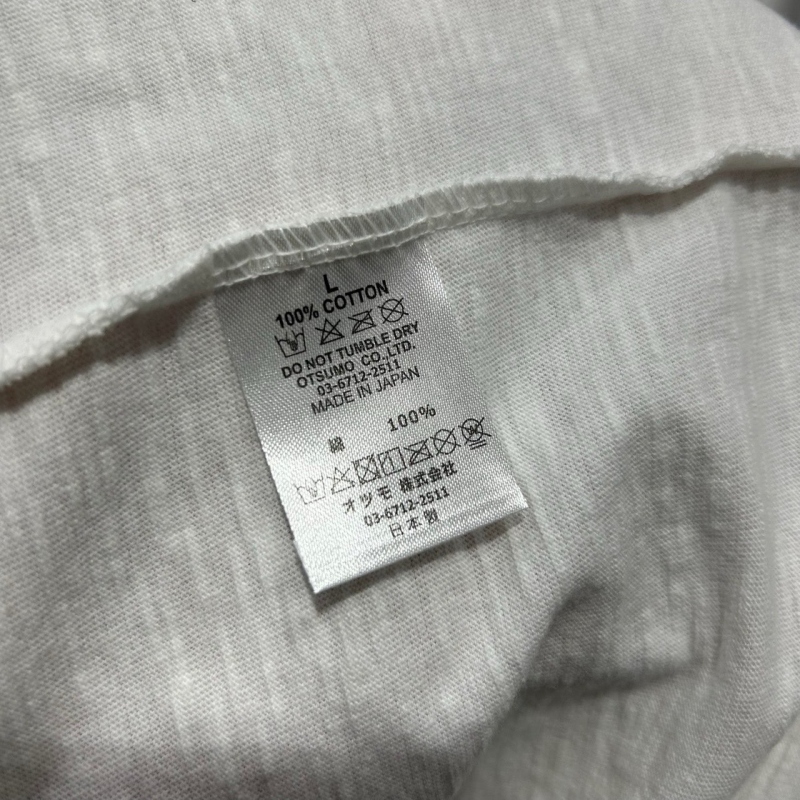 L
100% COTTON
DO NOT TUMBLE DRY
OTSUMO CO.,LTD.
03-6712-2511
MADE IN JAPAN
綿 100%
オツモ 株式会社
03-6712-2511
日本製